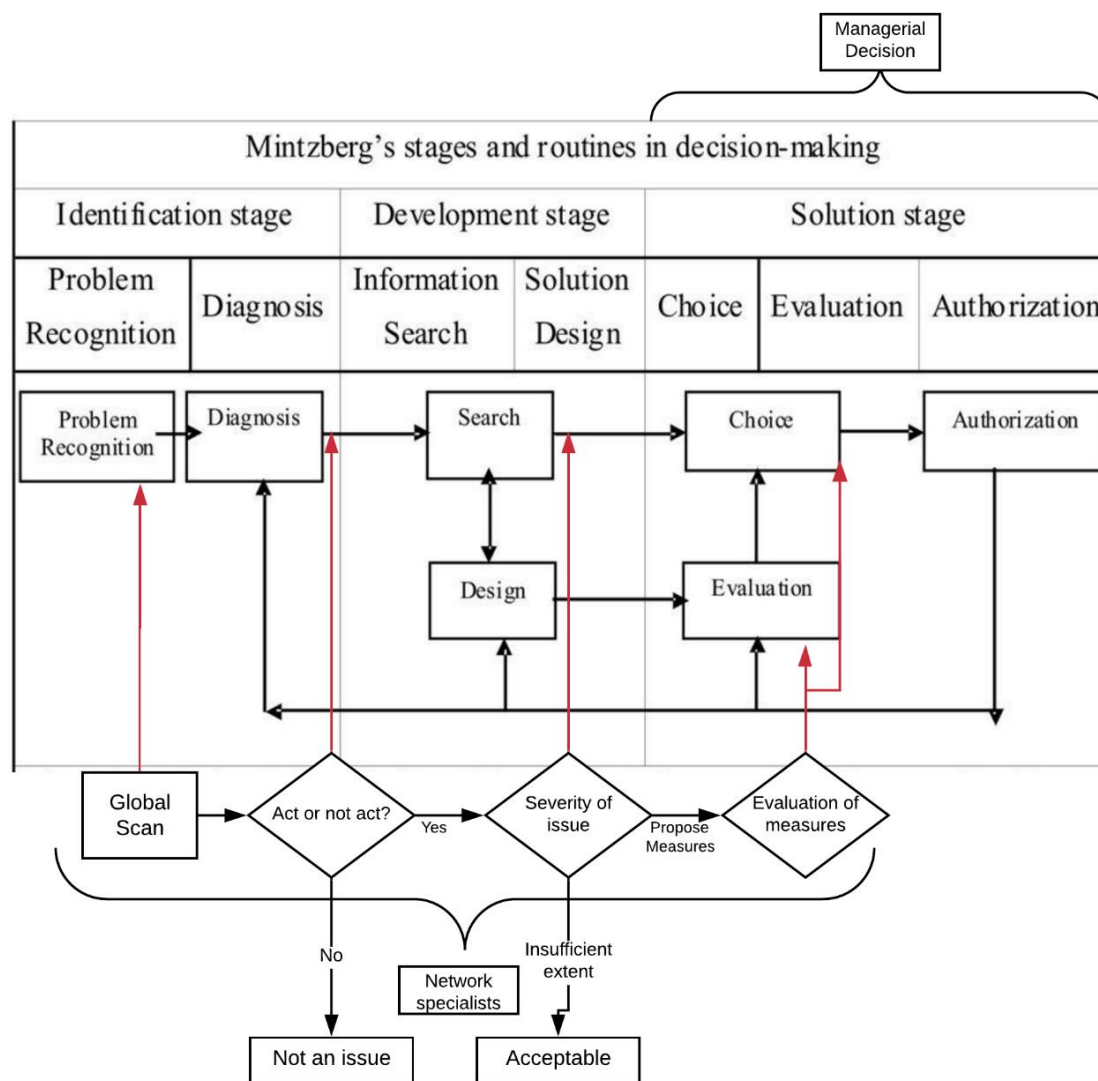 Managerial
Decision
Mintzberg's stages and routines in decision-making
Identification stage
Development stage
Solution stage
Problem
Recognition
Diagnosis
Information
Search
Solution
Design
Choice
Evaluation
Authorization
Problem
Recognition
Diagnosis
Search
Choice
Authorization
Design
Evaluation
Global
Scan
Act or not act?
Yes
Severity of
issue
Propose
Measures
Evaluation of
measures
No
Insufficient
extent
Network
specialists
Not an issue
Acceptable